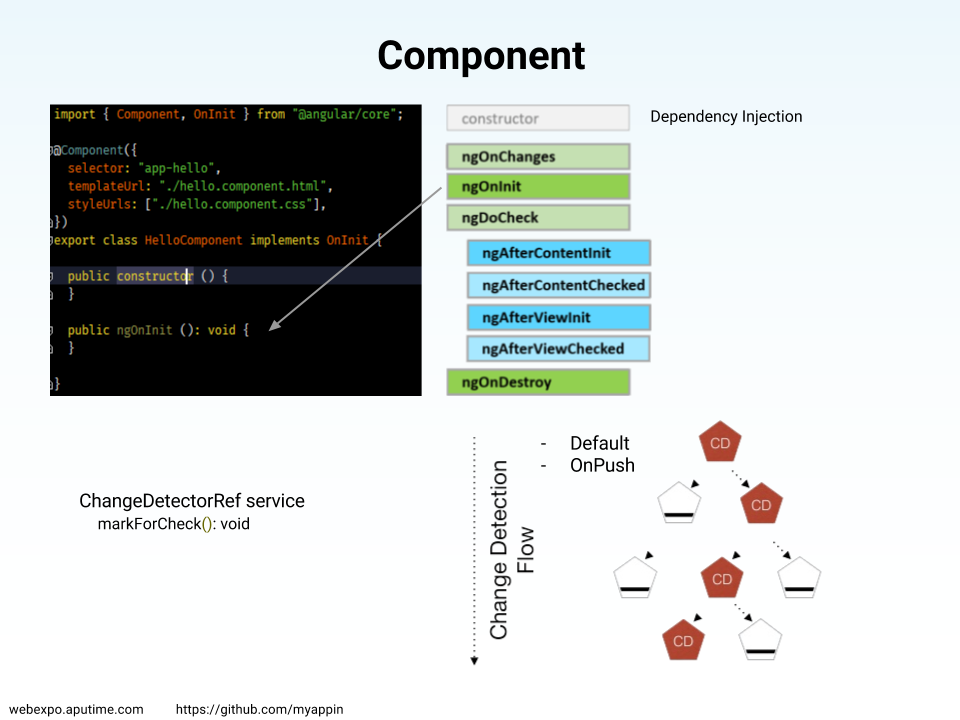 Component
import { Component, OnInit } from "@angular/core";
@Component({
selector: "app-hello",
templateUrl: "./hello.component.html",
styleUrls: ["./hello.component.css"],
})
export class HelloComponent implements OnInit {
public constructor () {
}
public ngOnInit (): void {
}
}
constructor
Dependency Injection
ngOnChanges
ngOnInit
ngDoCheck
ngAfterContentInit
ngAfterContentChecked
ngAfterViewInit
ngAfterViewChecked
ngOnDestroy
ChangeDetectorRef service
markForCheck(): void
- Default
- OnPush
Change Detection
Flow
CD
CD
CD
CD
webexpo.aputime.com
https://github.com/myappin